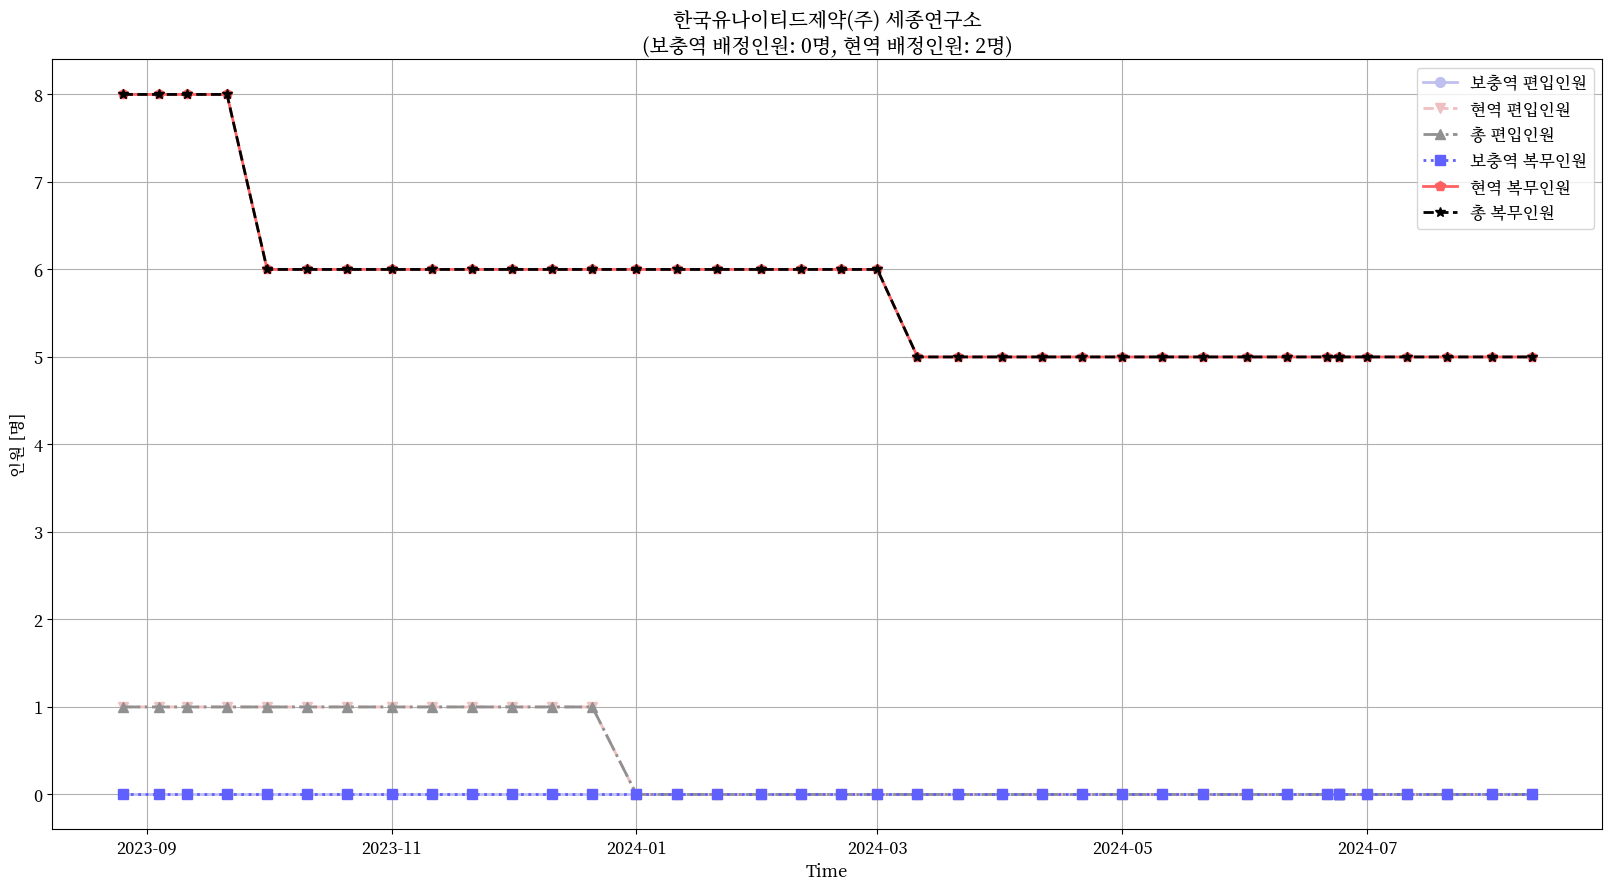 한국유나이티드제약(주) 세종연구소
(보충역 배정인원: 0명, 현역 배정인원: 2명)
보충역 편입인원
현역 편입인원
총 편입인원
보충역 복무인원
현역 복무인원
총 복무인원
인원 [명]
8
7
6
5
4
3
2
1
0
2023-09 2023-11 2024-01 2024-03 2024-05 2024-07
Time